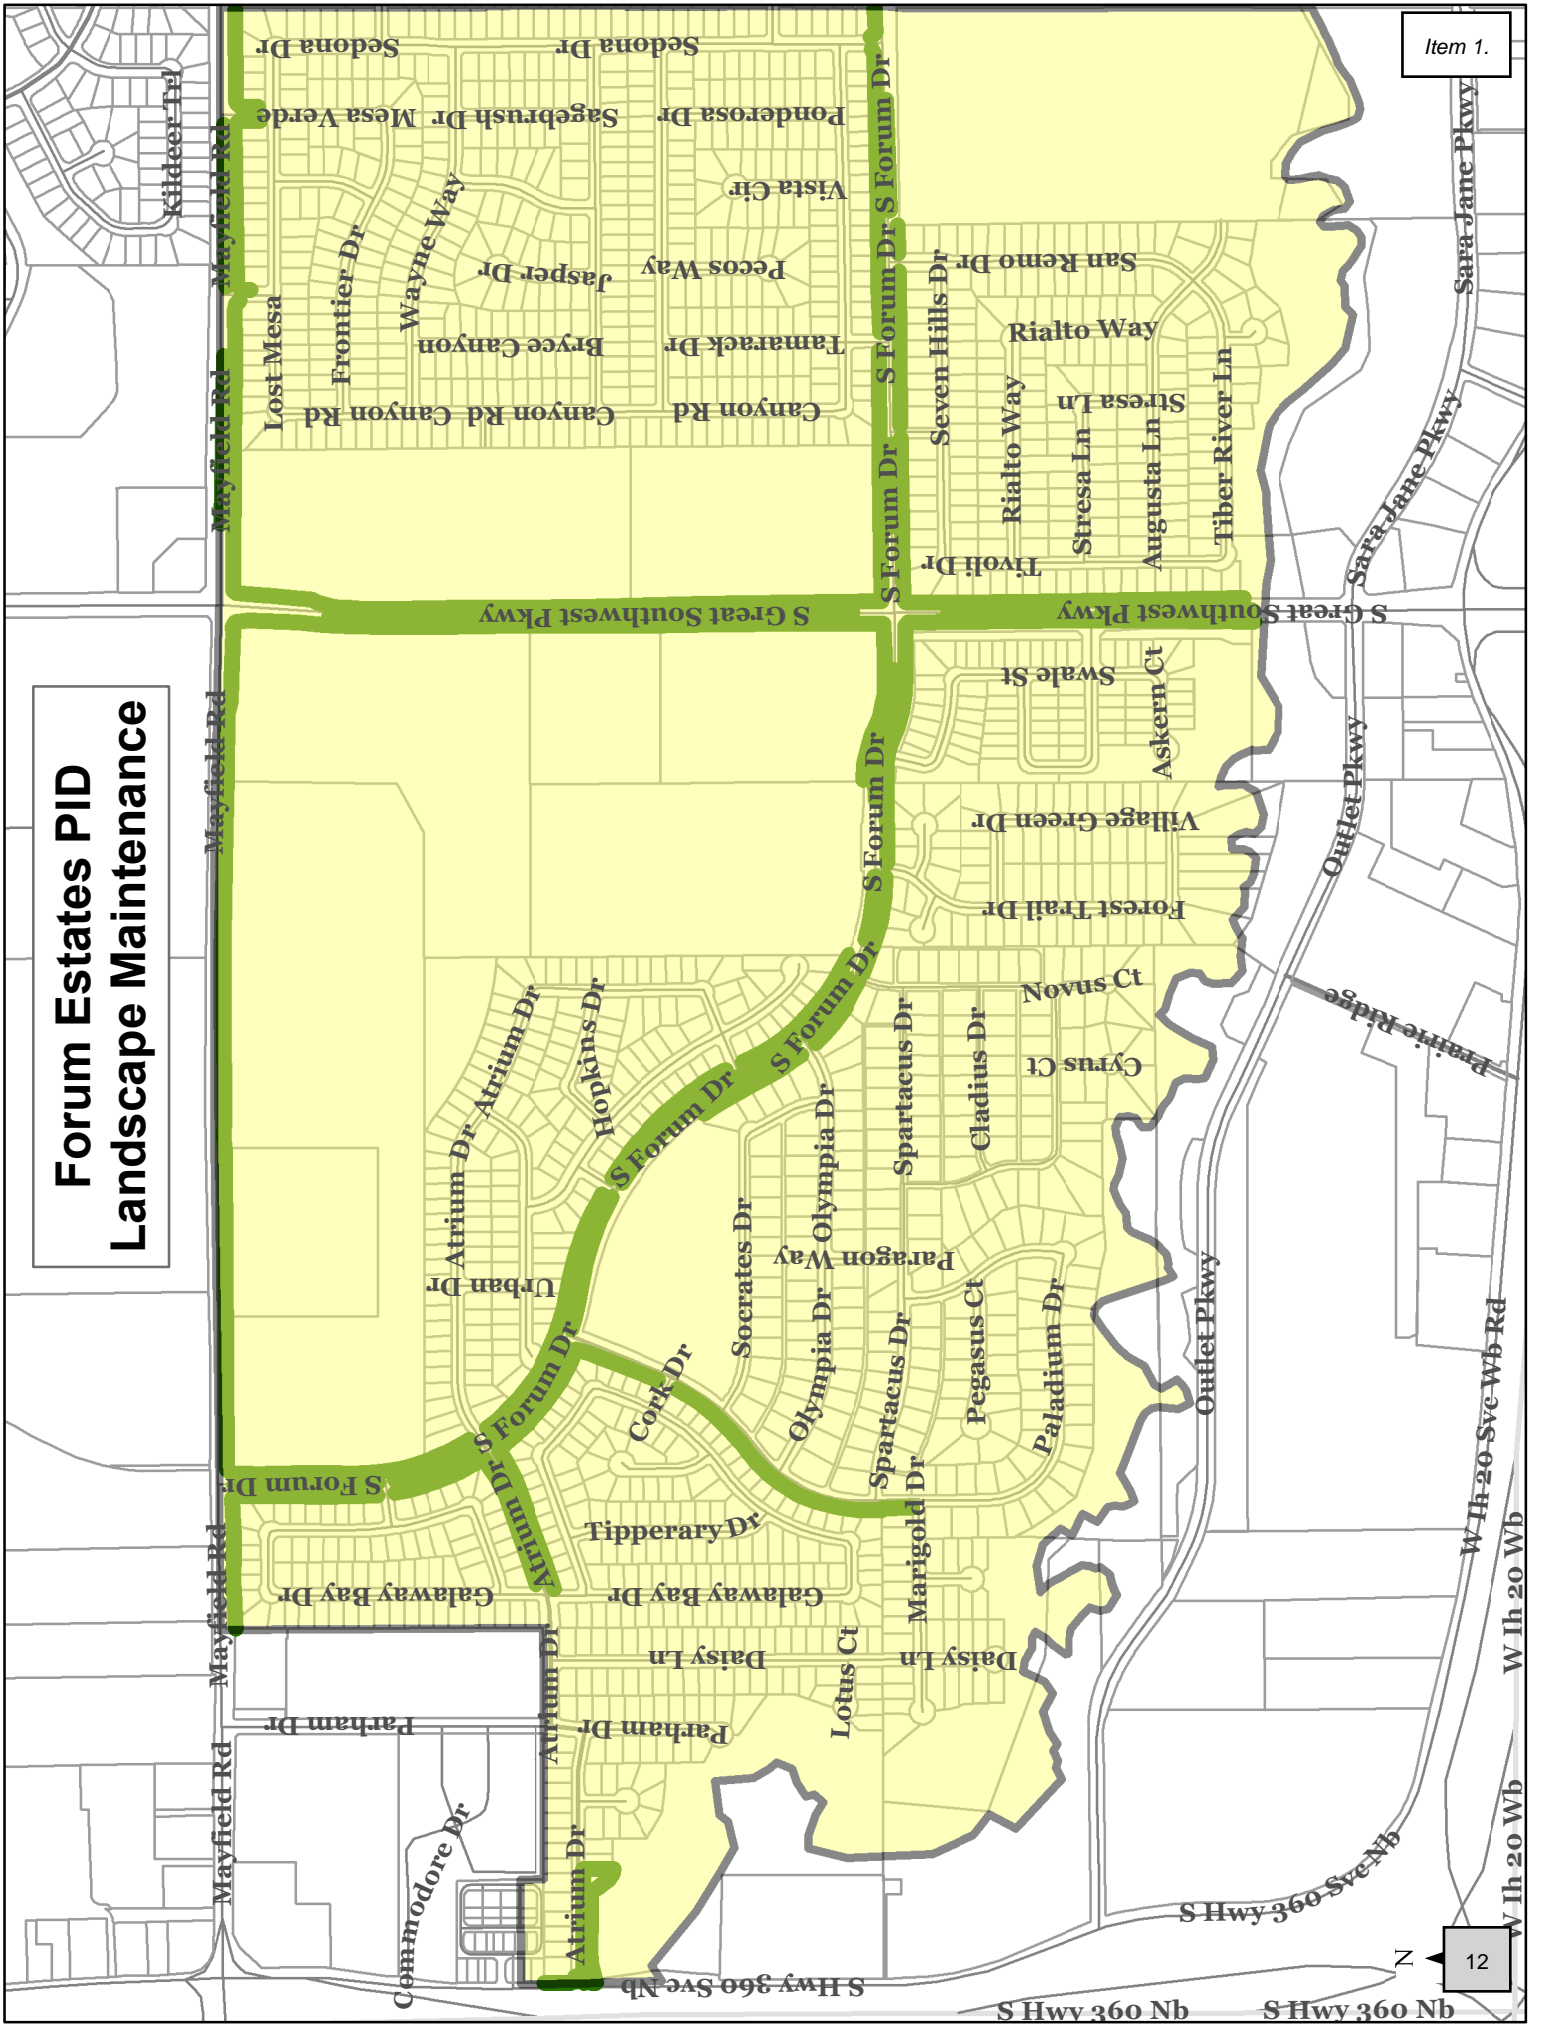 Item 1.
Forum Estates PID
Landscape Maintenance
Kildeer Trl
Mayfield Rd
Sedona Dr
Sedona Dr
Mesa Verde
Sagebrush Dr
Ponderosa Dr
S Forum Dr
Sara Jane Pkwy
Vista Cir
Wayne Way
Frontier Dr
Jasper Dr
Pecos Way
S Forum Dr
San Remo Dr
Seven Hills Dr
Rialto Way
Lost Mesa
Bryce Canyon
Tamarack Dr
S Forum Dr
Mayfield Rd
Canyon Rd
Canyon Rd
Canyon Rd
Canyon Rd
Stresa Ln
Rialto Way
Stresa Ln
Augusta Ln
Tiber River Ln
Mayfield Rd
S Forum Dr
Tivoli Dr
Sara Jane Pkwy
S Great Southwest Pkwy
S Great Southwest Pkwy
S Great Southwest Pkwy
Swale St
Askern Ct
Mayfield Rd
S Forum Dr
Village Green Dr
Outlet Pkwy
Forest Trail Dr
S Forum Dr
Novus Ct
Prairie Ridge
Atrium Dr
Hopkins Dr
Spartacus Dr
Cladius Dr
Cyrus Ct
S Forum Dr
Olympia Dr
Atrium Dr
Socrates Dr
Paragon Way
Urban Dr
Olympia Dr
Spartacus Dr
Pegasus Ct
Paladium Dr
Outlet Pkwy
W Ih 20 Svc Wb Rd
S Forum Dr
Cork Dr
S Forum Dr
Atrium Dr
Tipperary Dr
Marigold Dr
Mayfield Rd
Galaway Bay Dr
Galaway Bay Dr
W Ih 20 Wb
Mayfield Rd
Atrium Dr
Daisy Ln
Lotus Ct
Daisy Ln
Parham Dr
Parham Dr
Mayfield Rd
Commodore Dr
Atrium Dr
W Ih 20 Wb
S Hwy 360 Svc Nb
S Hwy 360 Svc Nb
S Hwy 360 Nb
S Hwy 360 Nb
N
12